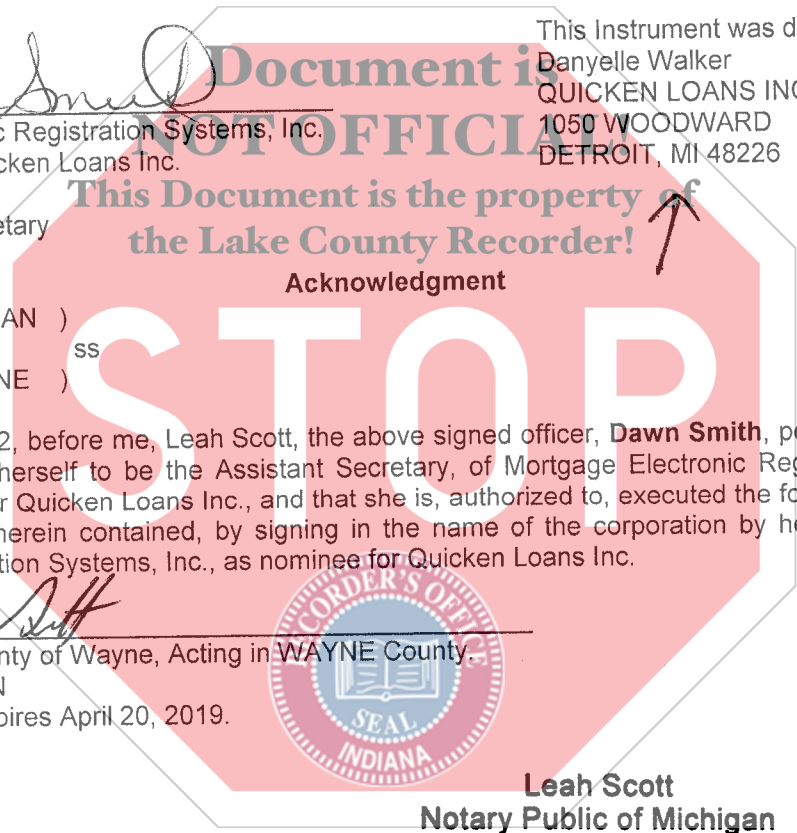 This Instrument was d
Danyelle Walker
QUICKEN LOANS INC
1050 WOODWARD
DETROIT, MI 48226
Smith
c Registration Systems, Inc.
cken Loans Inc.
etary
Document is
NOT OFFICIAL!
This Document is the property of
the Lake County Recorder!
Acknowledgment
AN )
ss
NE )
STOP
2, before me, Leah Scott, the above signed officer, Dawn Smith, pe
herself to be the Assistant Secretary, of Mortgage Electronic Reg
r Quicken Loans Inc., and that she is, authorized to, executed the fo
herein contained, by signing in the name of the corporation by he
tion Systems, Inc., as nominee for Quicken Loans Inc.
nty of Wayne, Acting in WAYNE County.
N
pires April 20, 2019.
RECORDER'S OFFICE
SEAL
INDIANA
Leah Scott
Notary Public of Michigan